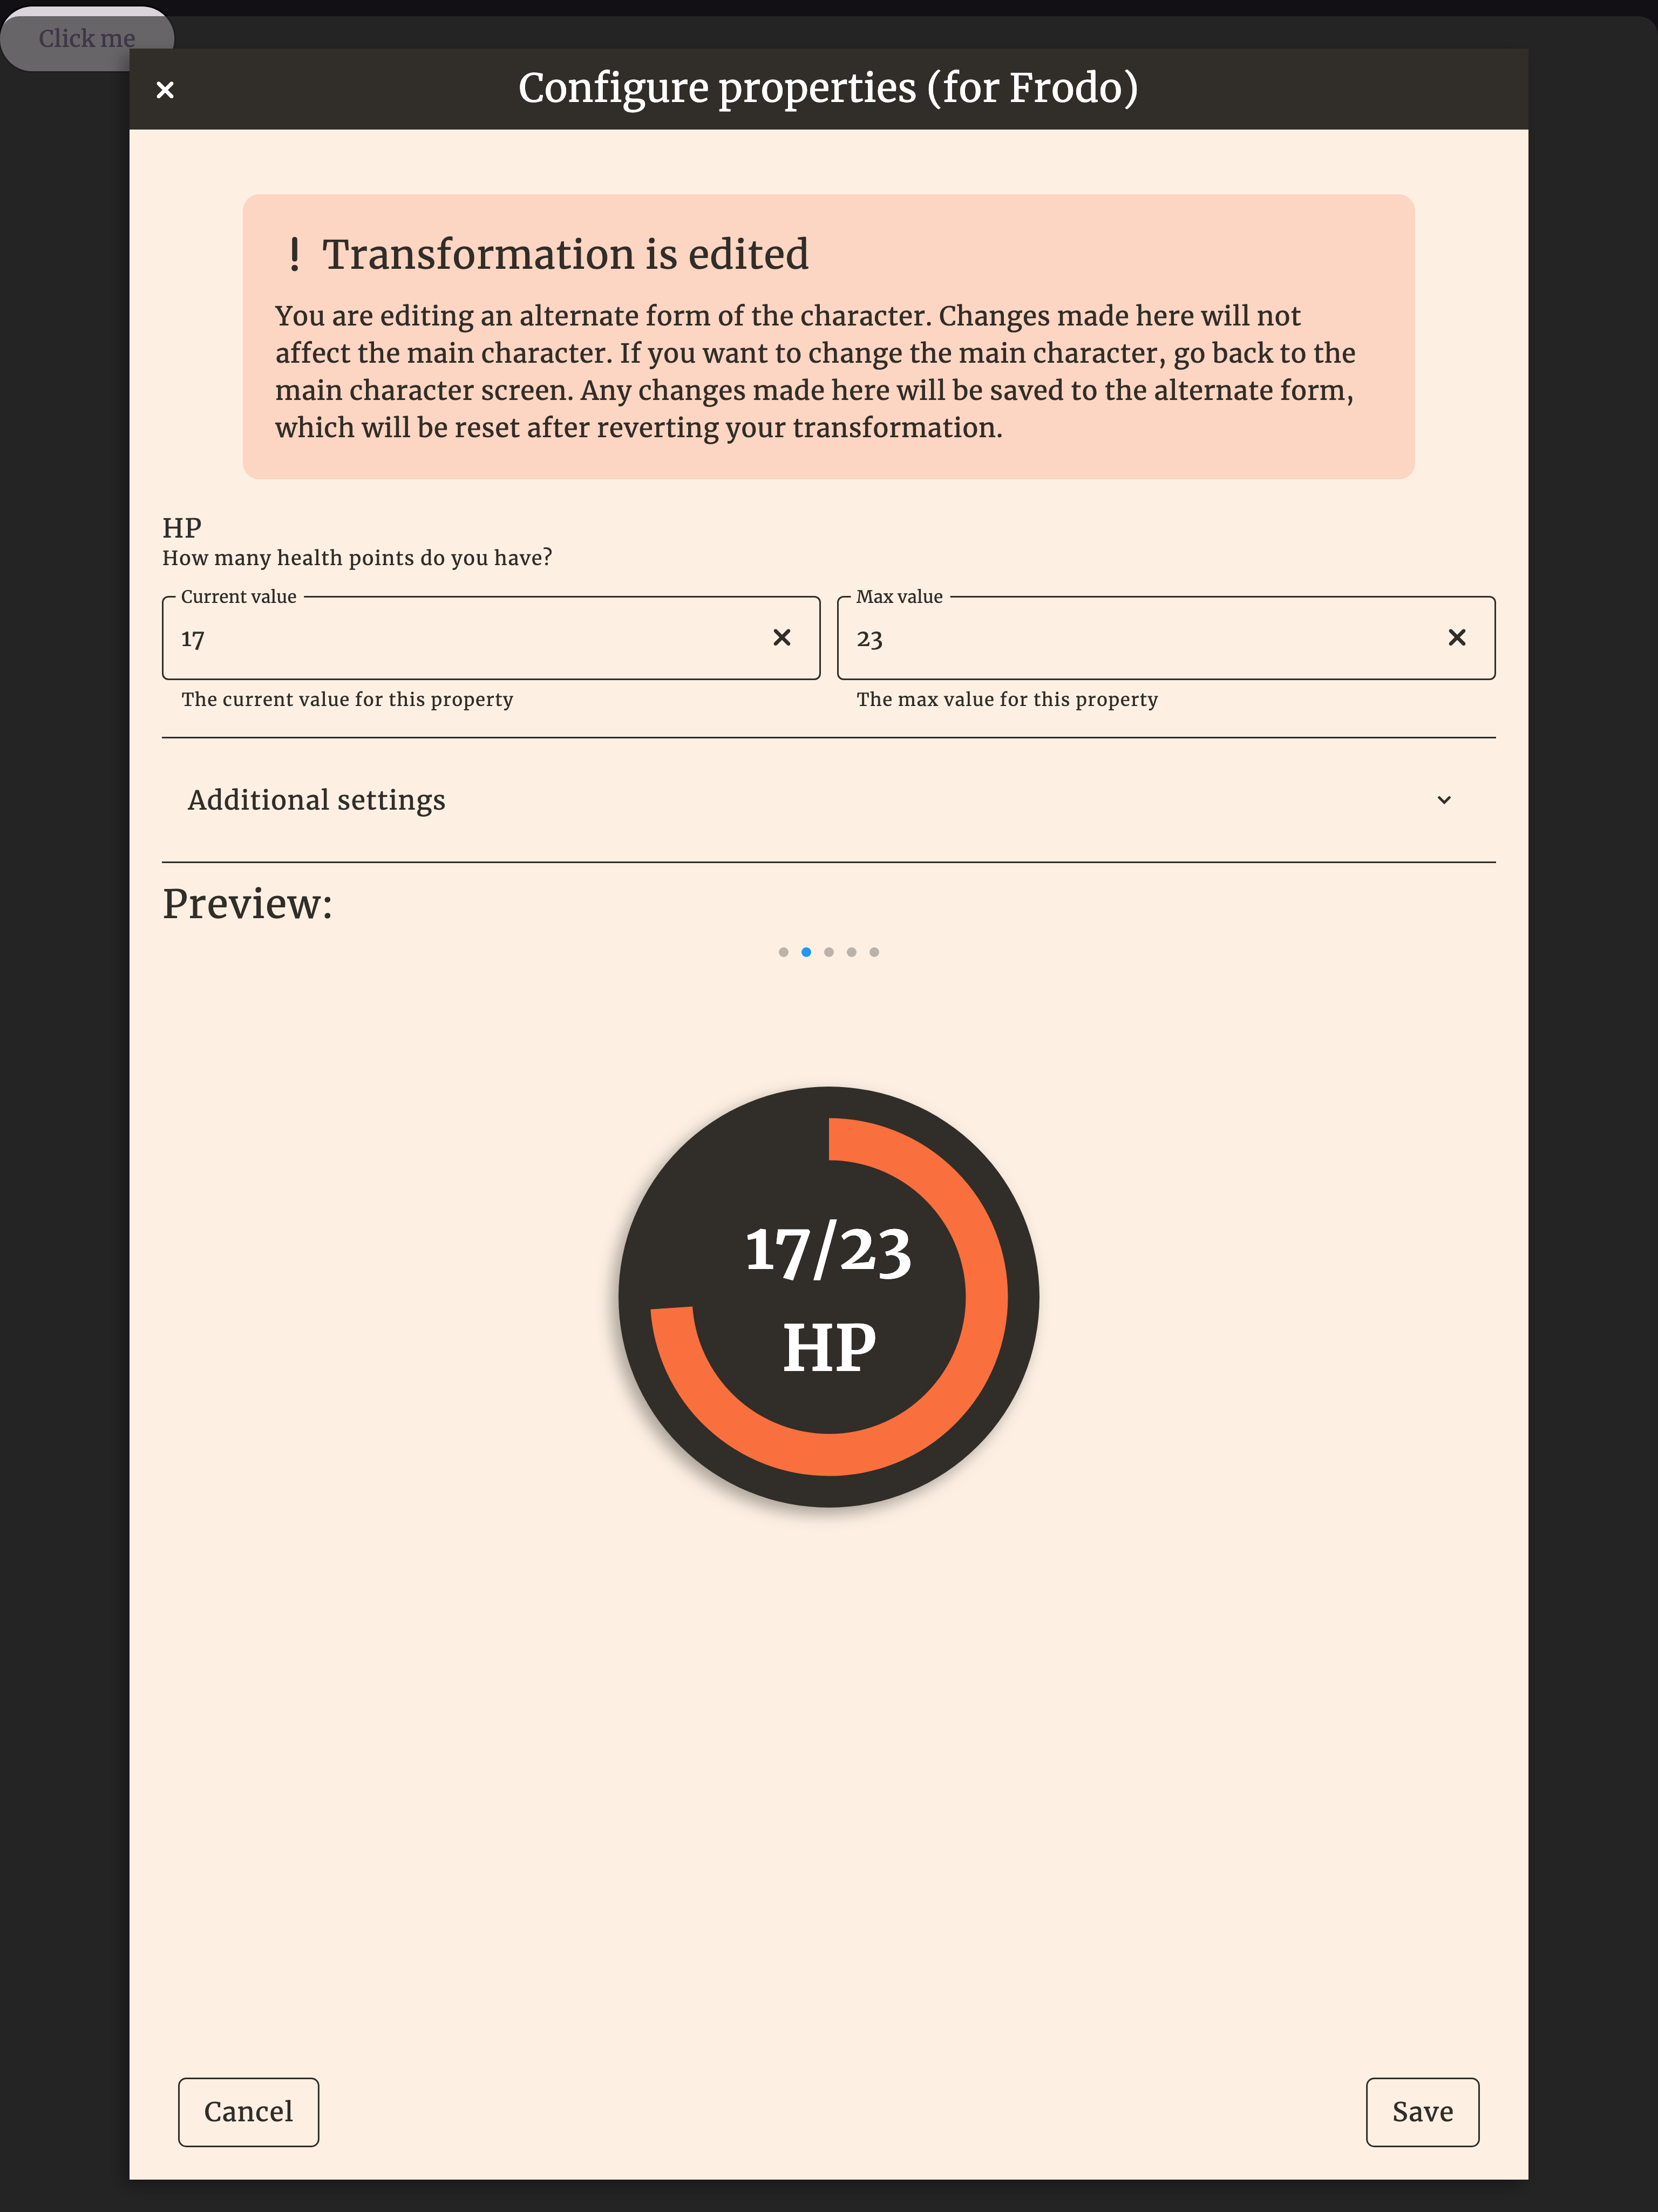 Click me
Configure properties (for Frodo)
! Transformation is edited
You are editing an alternate form of the character. Changes made here will not
affect the main character. If you want to change the main character, go back to the
main character screen. Any changes made here will be saved to the alternate form,
which will be reset after reverting your transformation.
HP
How many health points do you have?
Current value
17
The current value for this property
Max value
23
The max value for this property
Additional settings
Preview:
17/23
HP
Cancel
Save